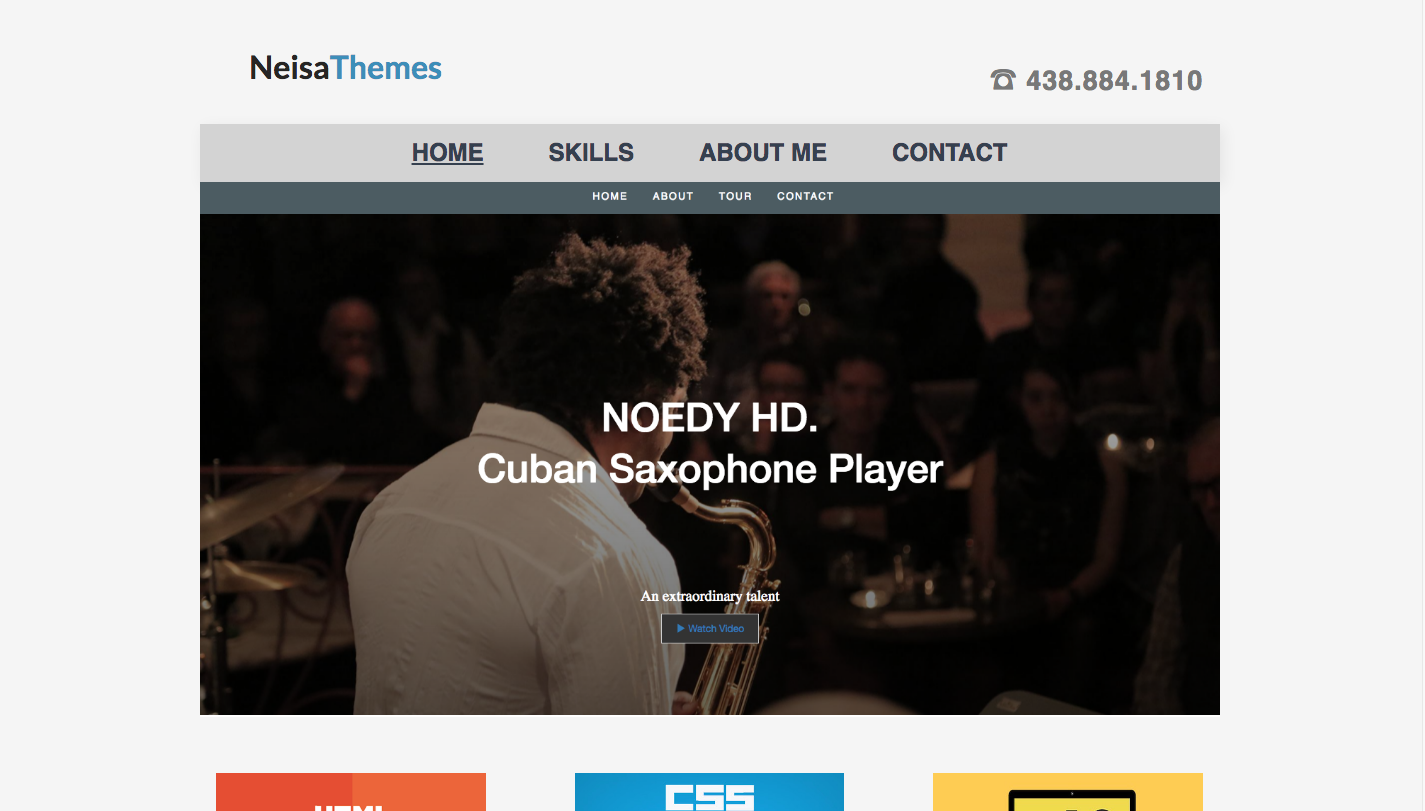 NeisaThemes
☎ 438.884.1810
HOME SKILLS ABOUT ME CONTACT
HOME ABOUT TOUR CONTACT
NOEDY HD.
Cuban Saxophone Player
An extraordinary talent
▶ Watch Video
CSS